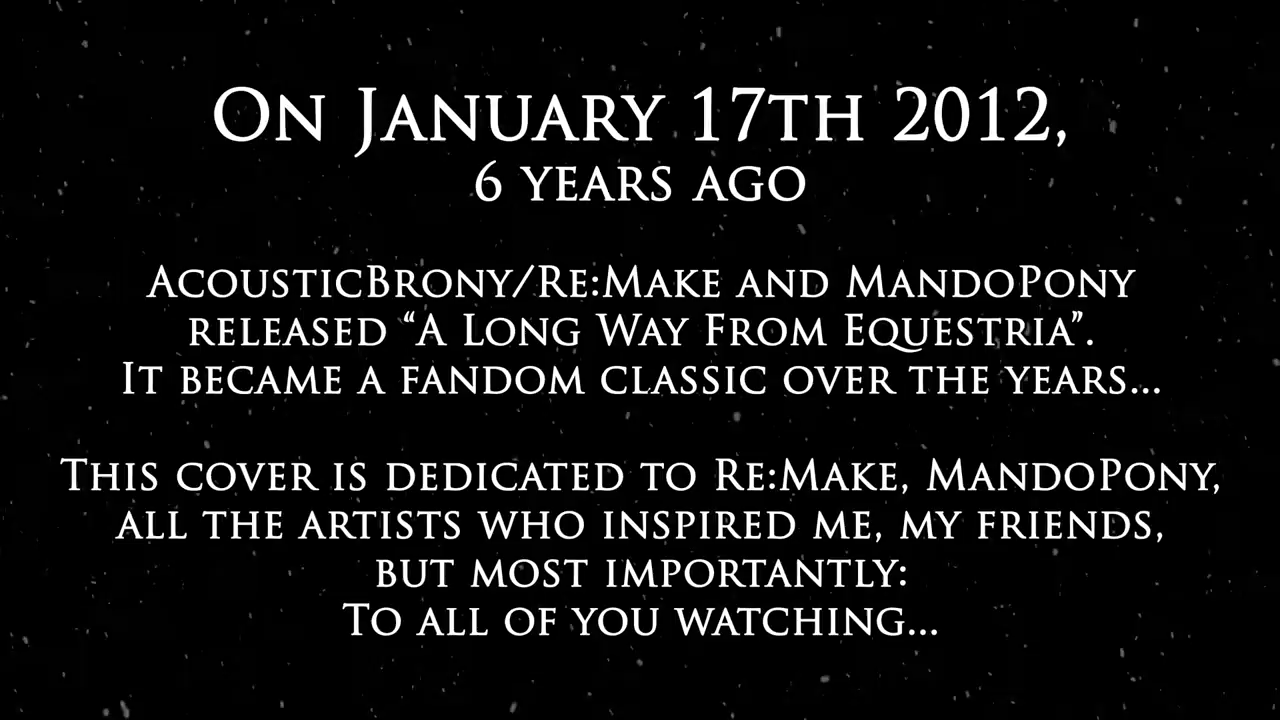 On January 17th 2012,
6 years ago
AcousticBrony/Re:Make and MandoPony
released “A Long Way From Equestria”.
It became a fandom classic over the years...
This cover is dedicated to Re:Make, MandoPony,
all the artists who inspired me, my friends,
but most importantly:
To all of you watching...